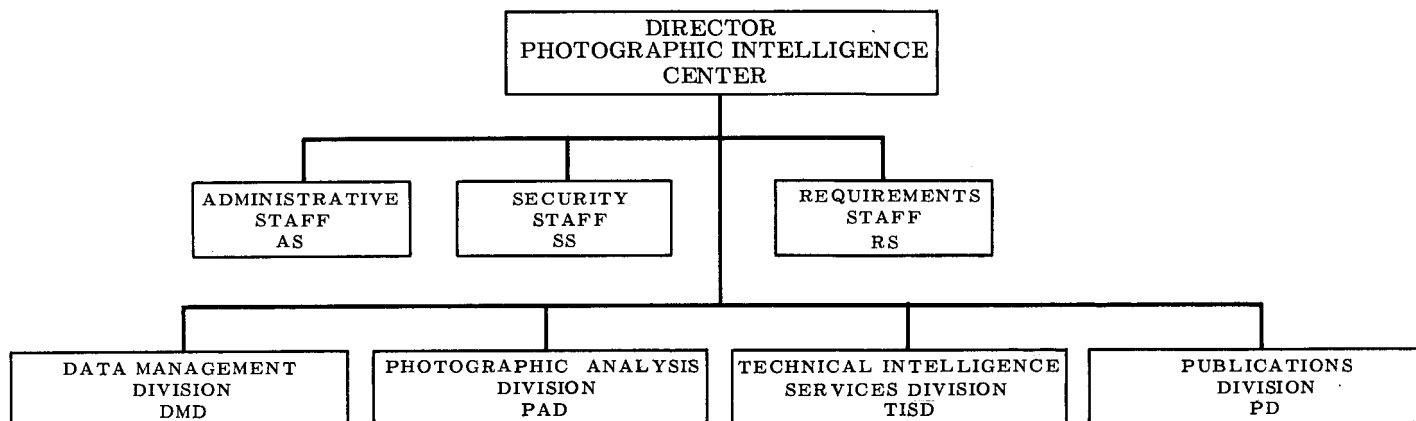 DIRECTOR
PHOTOGRAPHIC INTELLIGENCE
CENTER
ADMINISTRATIVE
STAFF
AS
SECURITY
STAFF
SS
REQUIREMENTS
STAFF
RS
DATA MANAGEMENT
DIVISION
DMD
PHOTOGRAPHIC ANALYSIS
DIVISION
PAD
TECHNICAL INTELLIGENCE
SERVICES DIVISION
TISD
PUBLICATIONS
DIVISION
PD